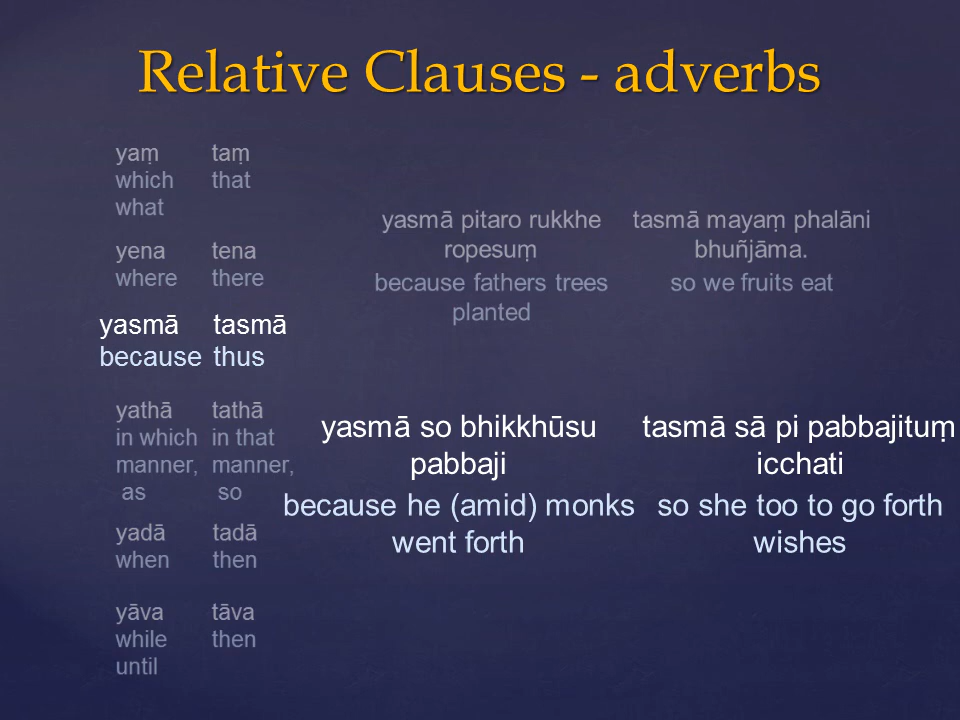 Relative Clauses - adverbs
yaṃ taṃ
which that
what
yena tena
where there
yasmā tasmā
because thus
yathā tathā
in which in that
manner, manner,
as so
yadā tadā
when then
yāva tāva
while then
until
yasmā pitaro rukkhe
ropesuṃ
because fathers trees
planted
tasmā mayaṃ phalāni
bhuñjāma.
so we fruits eat
yasmā so bhikkhūsu
pabbaji
because he (amid) monks
went forth
tasmā sā pi pabbajituṃ
icchati
so she too to go forth
wishes